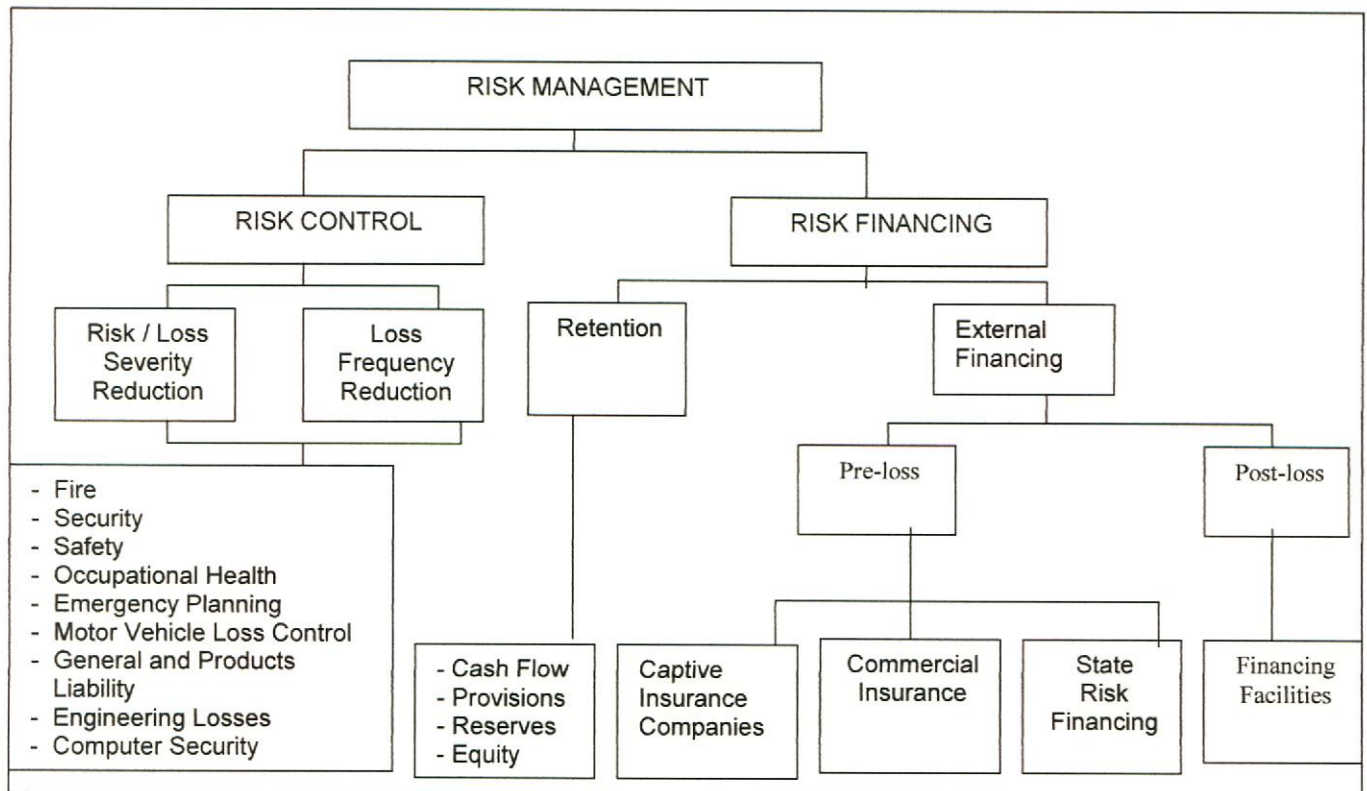 RISK MANAGEMENT
RISK CONTROL
RISK FINANCING
Risk / Loss
Severity
Reduction
Loss
Frequency
Reduction
Retention
External
Financing
Pre-loss
Post-loss
- Fire
- Security
- Safety
- Occupational Health
- Emergency Planning
- Motor Vehicle Loss Control
- General and Products
Liability
- Engineering Losses
- Computer Security
- Cash Flow
- Provisions
- Reserves
- Equity
Captive
Insurance
Companies
Commercial
Insurance
State
Risk
Financing
Financing
Facilities